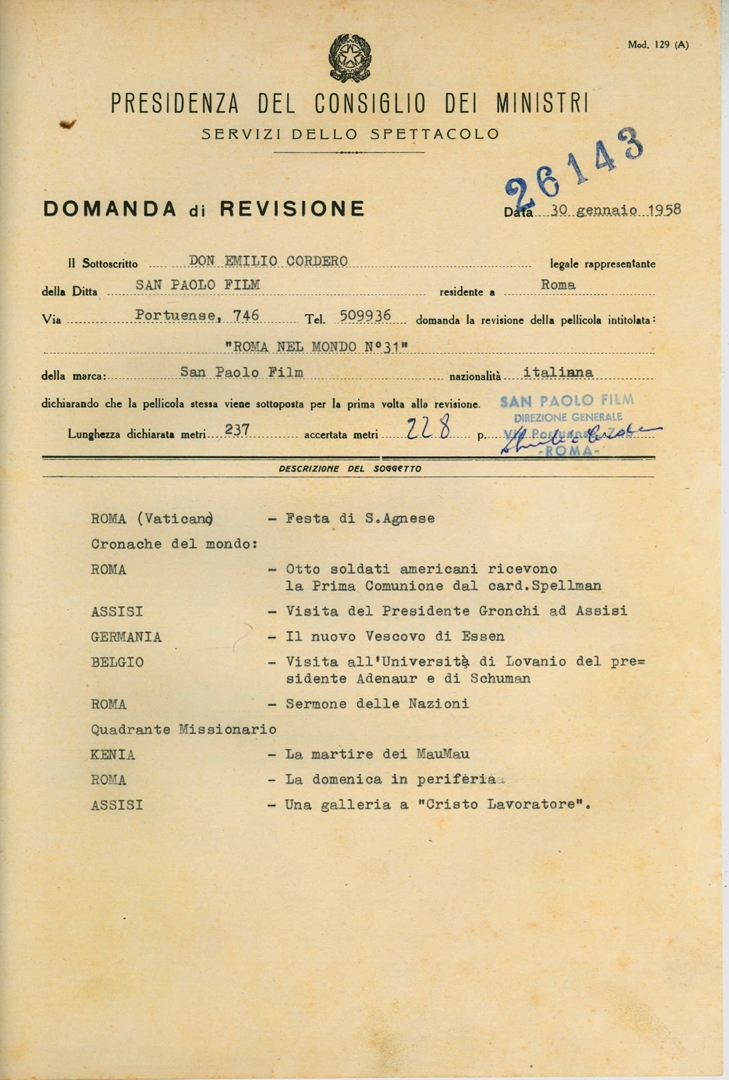 Mod. 129 (A)
PRESIDENZA DEL CONSIGLIO DEI MINISTRI
SERVIZI DELLO SPETTACOLO
26143
DOMANDA di REVISIONE
Data 30 gennaio 1958
Il Sottoscritto DON EMILIO CORDERO legale rappresentante
della Ditta SAN PAOLO FILM residente a Roma
Via Portuense, 746 Tel. 509936 domanda la revisione della pellicola intitolata:
"ROMA NEL MONDO N°31"
della marca: San Paolo Film nazionalità italiana
dichiarando che la pellicola stessa viene sottoposta per la prima volta alla revisione.
SAN PAOLO FILM
DIREZIONE GENERALE
Via Portuense
-ROMA-
Lunghezza dichiarata metri 237 accertata metri 228 p.
DESCRIZIONE DEL SOGGETTO
ROMA (Vaticano) - Festa di S.Agnese
Cronache del mondo:
ROMA - Otto soldati americani ricevono
la Prima Comunione dal card.Spellman
ASSISI - Visita del Presidente Gronchi ad Assisi
GERMANIA - Il nuovo Vescovo di Essen
BELGIO - Visita all'Università di Lovanio del pre=
sidente Adenaur e di Schuman
ROMA - Sermone delle Nazioni
Quadrante Missionario
KENIA - La martire dei MauMau
ROMA - La domenica in periferia
ASSISI - Una galleria a "Cristo Lavoratore".